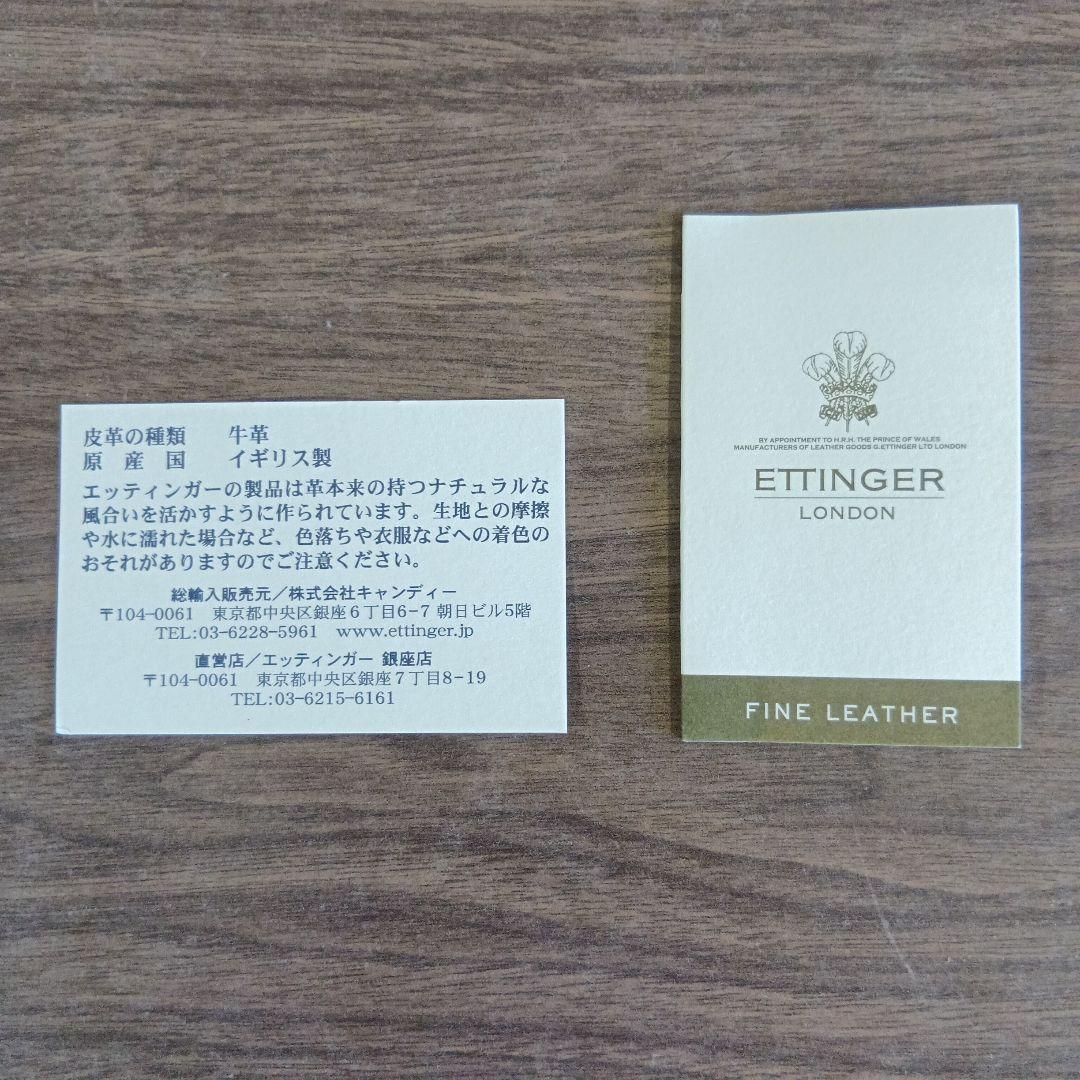 皮革の種類 牛革
原産国 イギリス製
エッティンガーの製品は革本来の持つナチュラルな
風合いを活かすように作られています。生地との摩擦
や水に濡れた場合など、色落ちや衣服などへの着色の
おそれがありますのでご注意ください。
総輸入販売元／株式会社キャンディー
〒104-0061 東京都中央区銀座6丁目6-7 朝日ビル5階
TEL:03-6228-5961 www.ettinger.jp
直営店／エッティンガー 銀座店
〒104-0061 東京都中央区銀座7丁目8-19
TEL:03-6215-6161
BY APPOINTMENT TO H.R.H. THE PRINCE OF WALES
MANUFACTURERS OF LEATHER GOODS G.ETTINGER LTD LONDON
ETTINGER
LONDON
FINE LEATHER